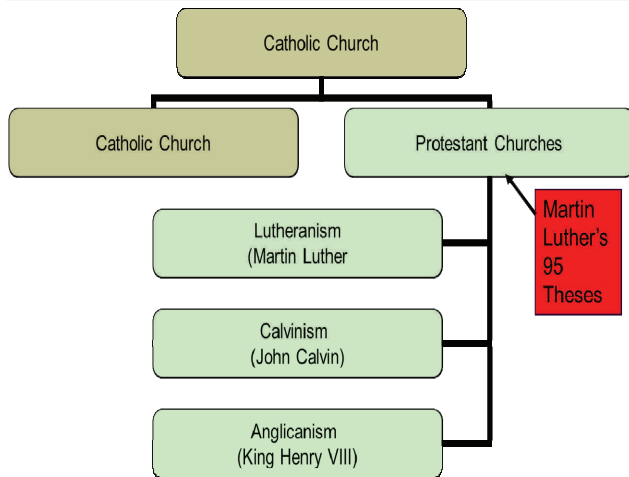 Catholic Church
Catholic Church
Protestant Churches
Martin
Luther's
95
Theses
Lutheranism
(Martin Luther
Calvinism
(John Calvin)
Anglicanism
(King Henry VIII)